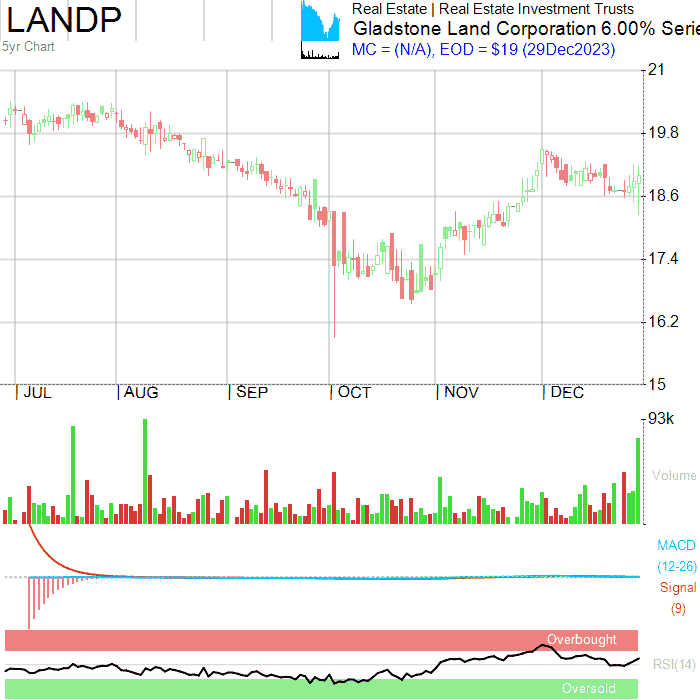 LANDP
5yr Chart
Real Estate | Real Estate Investment Trusts
Gladstone Land Corporation 6.00% Serie
MC = (N/A), EOD = $19 (29Dec2023)
21
19.8
18.6
17.4
16.2
15
JUL AUG SEP OCT NOV DEC
93k
Volume
MACD
(12-26)
Signal
(9)
Overbought
RSI(14)
Oversold